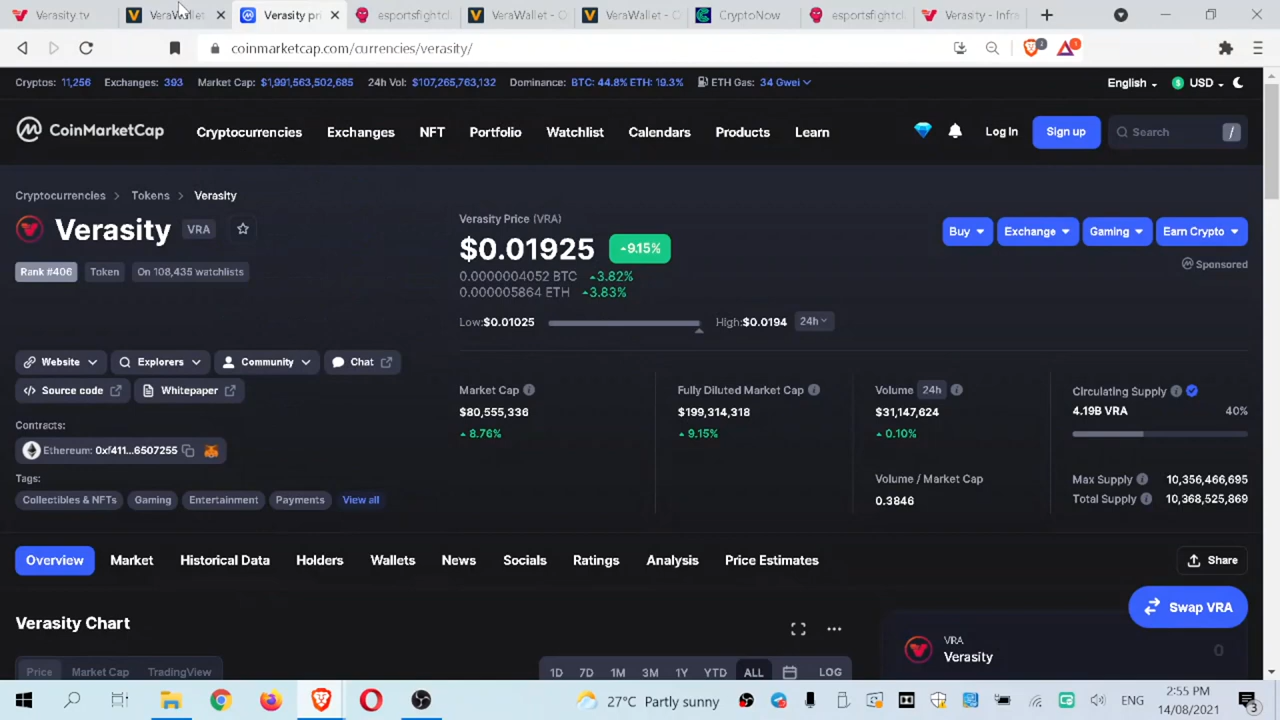 Verasity.tv
VeraWallet
Verasity pri
esportsfightcl
VeraWallet - O
VeraWallet - O
CryptoNow
esportsfightcl
Verasity - Infra
coinmarketcap.com/currencies/verasity/
2
1
Cryptos: 11,256 Exchanges: 393 Market Cap: $1,991,563,502,685 24h Vol: $107,265,763,132 Dominance: BTC: 44.8% ETH: 19.3% ETH Gas: 34 Gwei English USD
CoinMarketCap Cryptocurrencies Exchanges NFT Portfolio Watchlist Calendars Products Learn Log In Sign up Search /
Cryptocurrencies > Tokens > Verasity
Verasity VRA
Rank #406 Token On 108,435 watchlists
Website Explorers Community Chat
Source code Whitepaper
Contracts:
Ethereum: 0xf411...6507255
Tags:
Collectibles & NFTs Gaming Entertainment Payments View all
Verasity Price (VRA)
$0.01925 9.15%
0.0000004052 BTC 3.82%
0.000005864 ETH 3.83%
Low:$0.01025 High:$0.0194 24h
Buy Exchange Gaming Earn Crypto
Sponsored
Market Cap
$80,555,336
8.76%
Fully Diluted Market Cap
$199,314,318
9.15%
Volume 24h
$31,147,624
0.10%
Volume / Market Cap
0.3846
Circulating Supply
4.19B VRA 40%
Max Supply 10,356,466,695
Total Supply 10,368,525,869
Overview Market Historical Data Holders Wallets News Socials Ratings Analysis Price Estimates Share
Swap VRA
Verasity Chart
Price Market Cap TradingView 1D 7D 1M 3M 1Y YTD ALL LOG
VRA
Verasity 0
27°C Partly sunny ENG 2:55 PM
14/08/2021 3